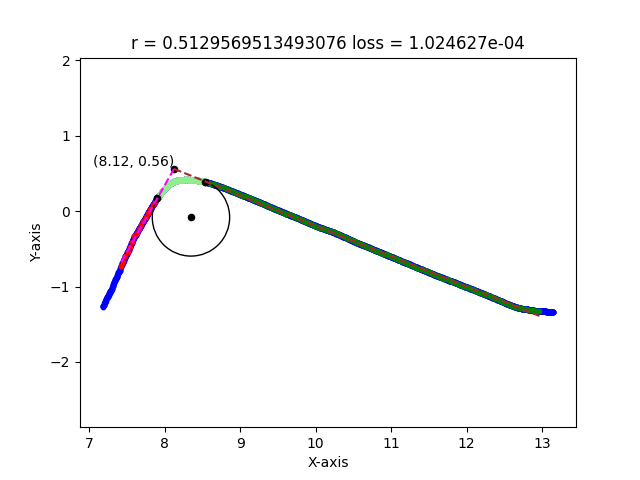 r = 0.5129569513493076 loss = 1.024627e-04
2
1
0
−1
−2
(8.12, 0.56)
Y-axis
7 8 9 10 11 12 13
X-axis